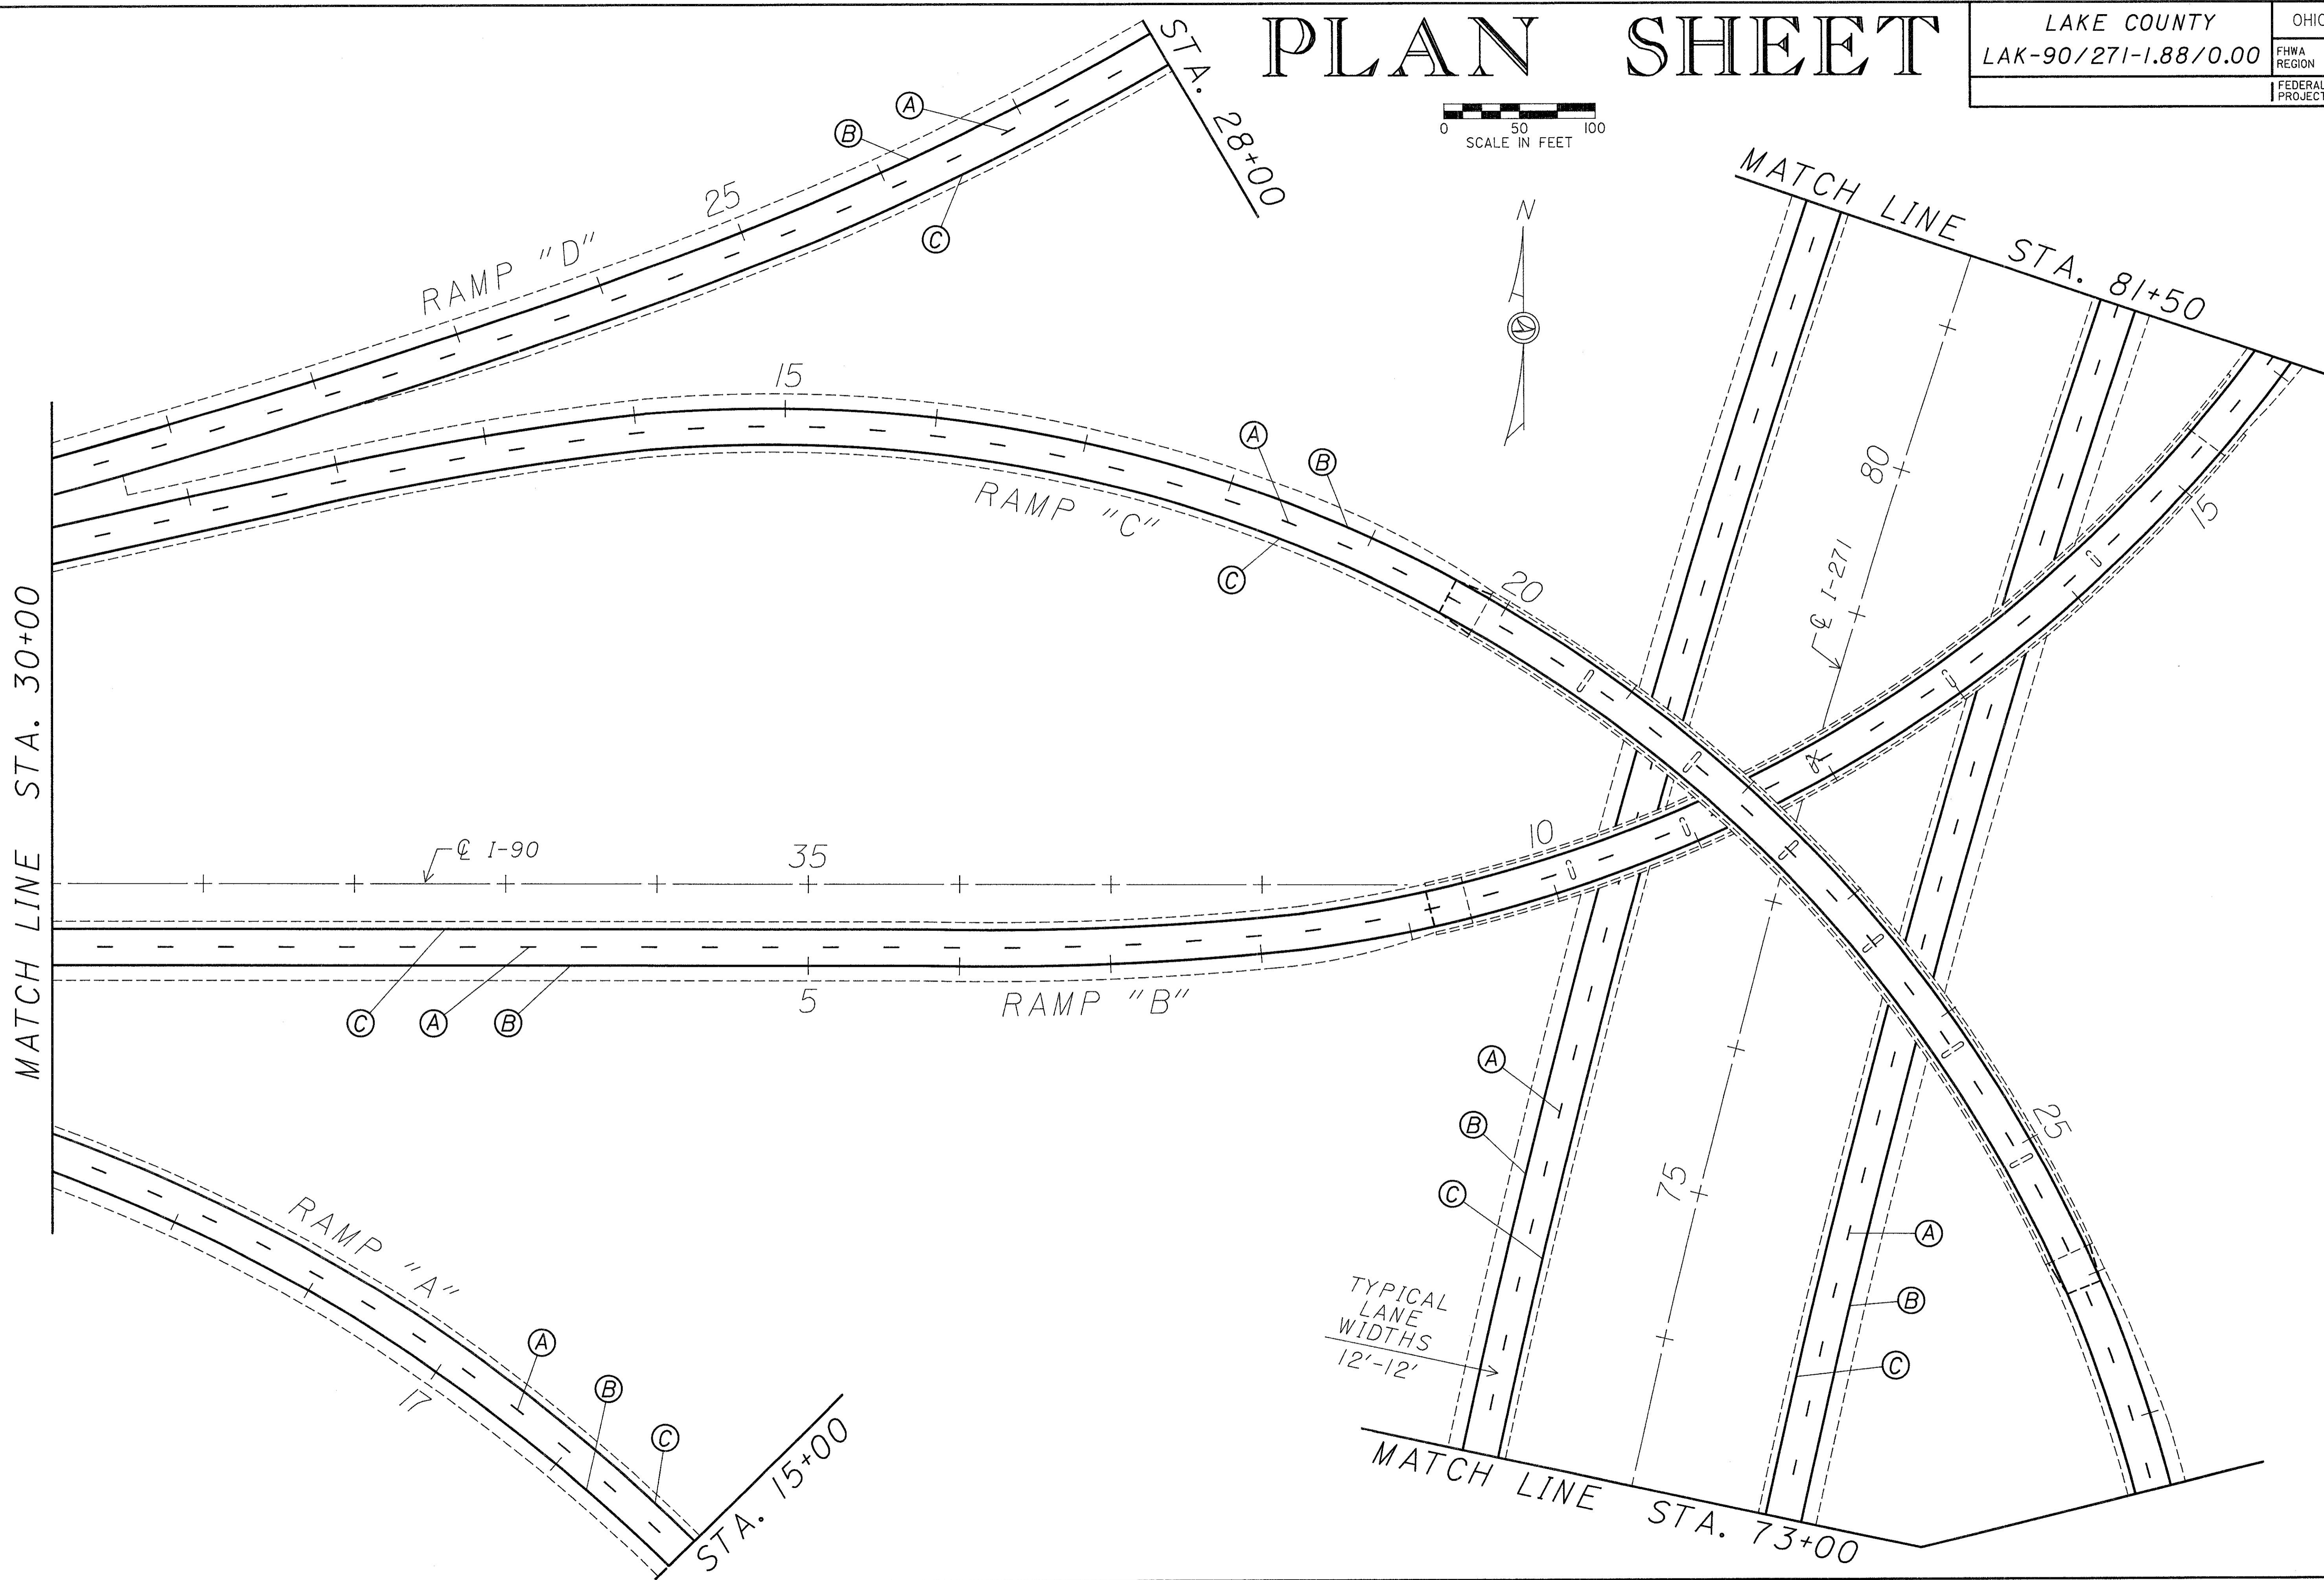 PLAN SHEET
LAKE COUNTY
LAK-90/271-1.88/0.00
FHWA
REGION
0 50 100
SCALE IN FEET
N
STA. 28+00
MATCH LINE STA. 81+50
A
B
C
25
RAMP "D"
15
RAMP "C"
A
B
C
20
80
℄ I-271
15
MATCH LINE STA. 30+00
℄ I-90
35
10
5
RAMP "B"
C
A
B
A
B
C
75
25
A
B
C
RAMP "A"
17
A
B
C
STA. 15+00
TYPICAL
LANE
WIDTHS
12'-12'
MATCH LINE STA. 73+00